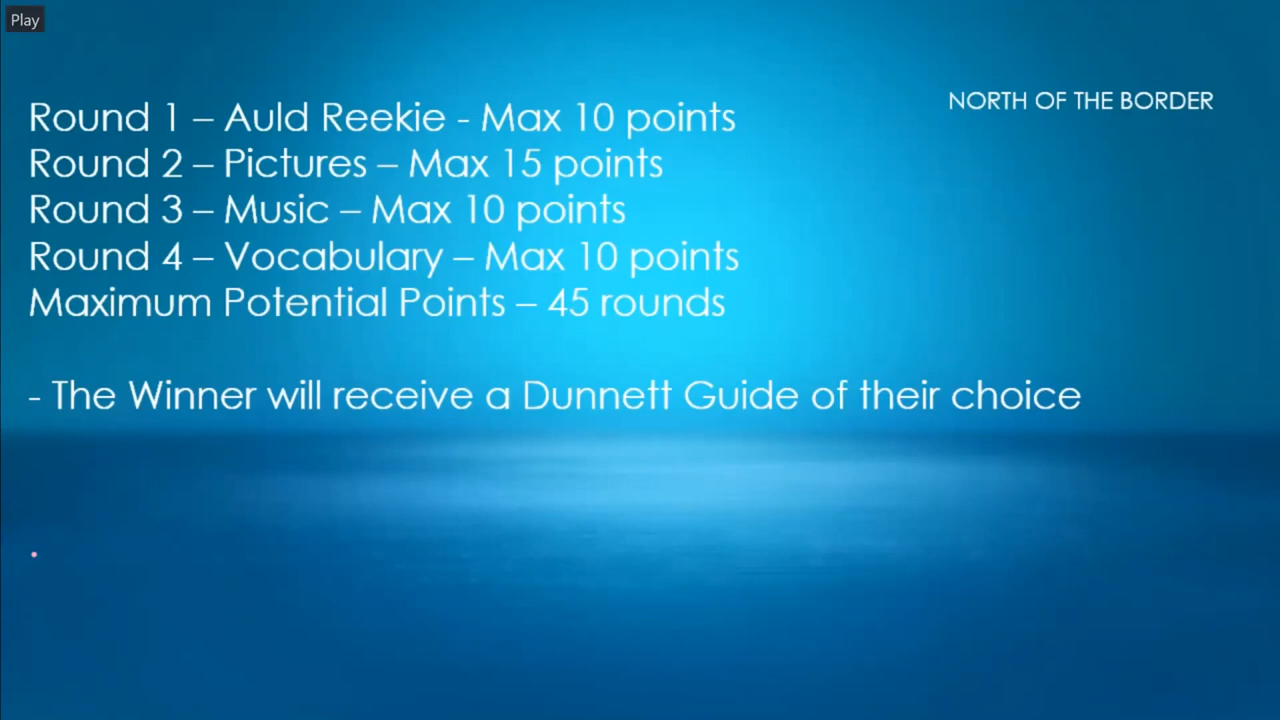 Play
NORTH OF THE BORDER
Round 1 – Auld Reekie - Max 10 points
Round 2 – Pictures – Max 15 points
Round 3 – Music – Max 10 points
Round 4 – Vocabulary – Max 10 points
Maximum Potential Points – 45 rounds
- The Winner will receive a Dunnett Guide of their choice